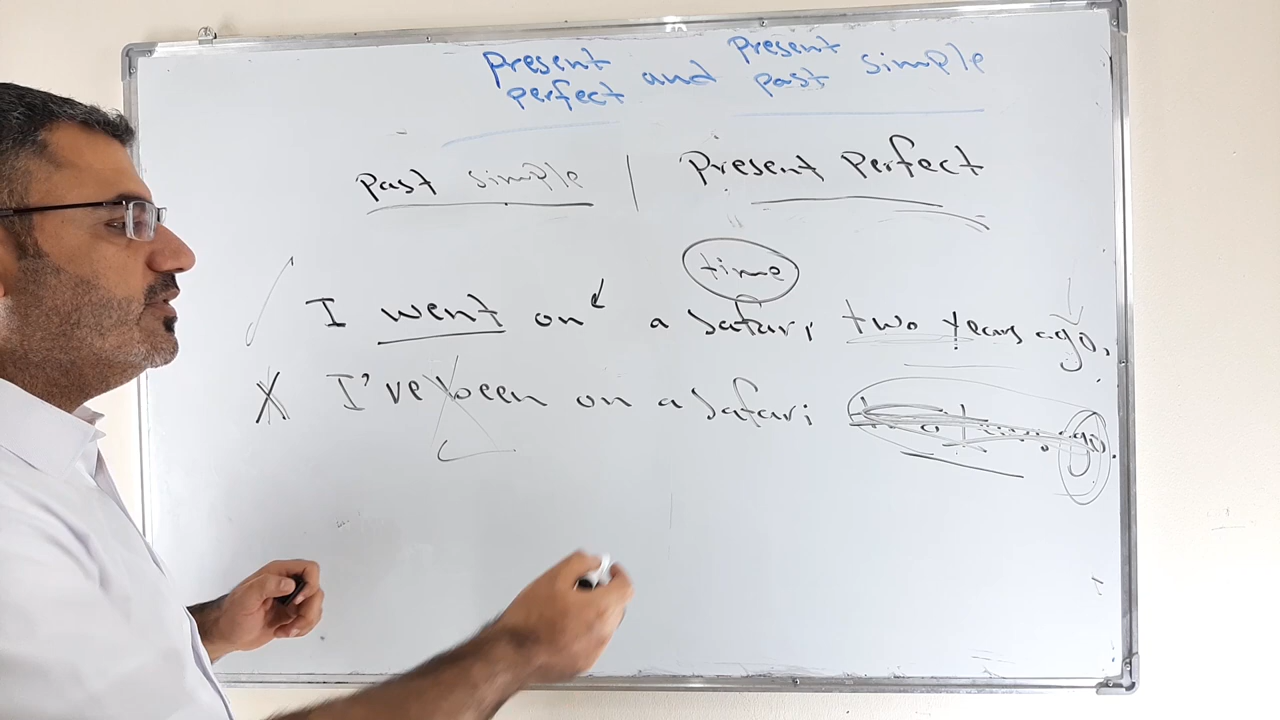 present present
perfect and past simple
Past simple | Present perfect
time
I went on a Safari two years ago.
X I've been on a Safari ago.